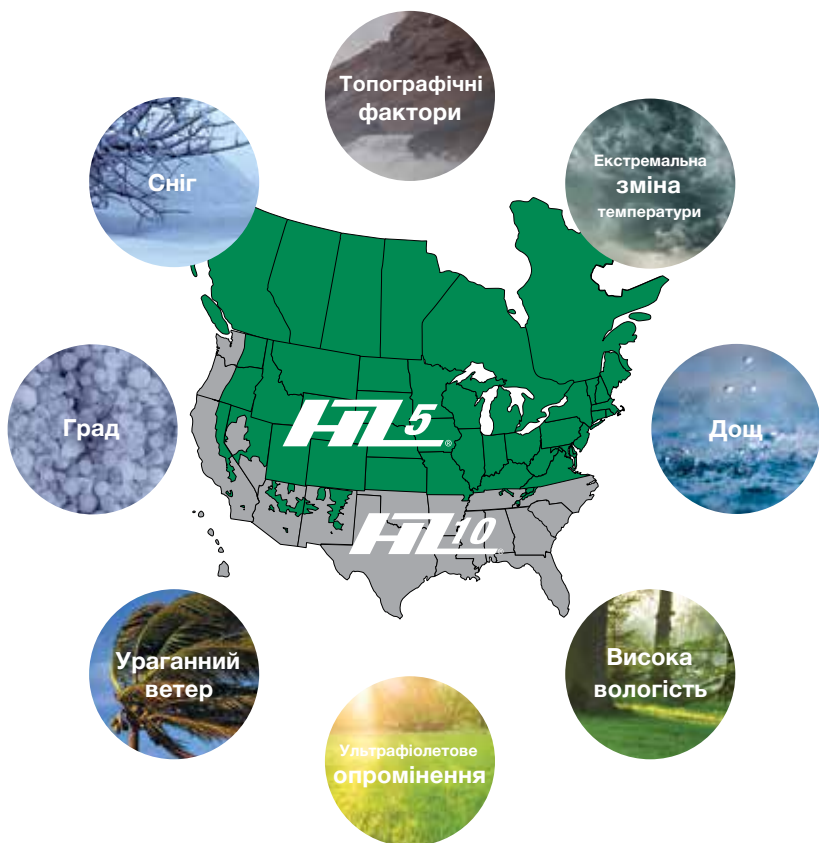 Топографічні
фактори
Екстремальна
зміна
температури
Сніг
Град
Дощ
HZ5®
HZ10®
Ураганний
ветер
Висока
вологість
Ультрафіолетове
опромінення